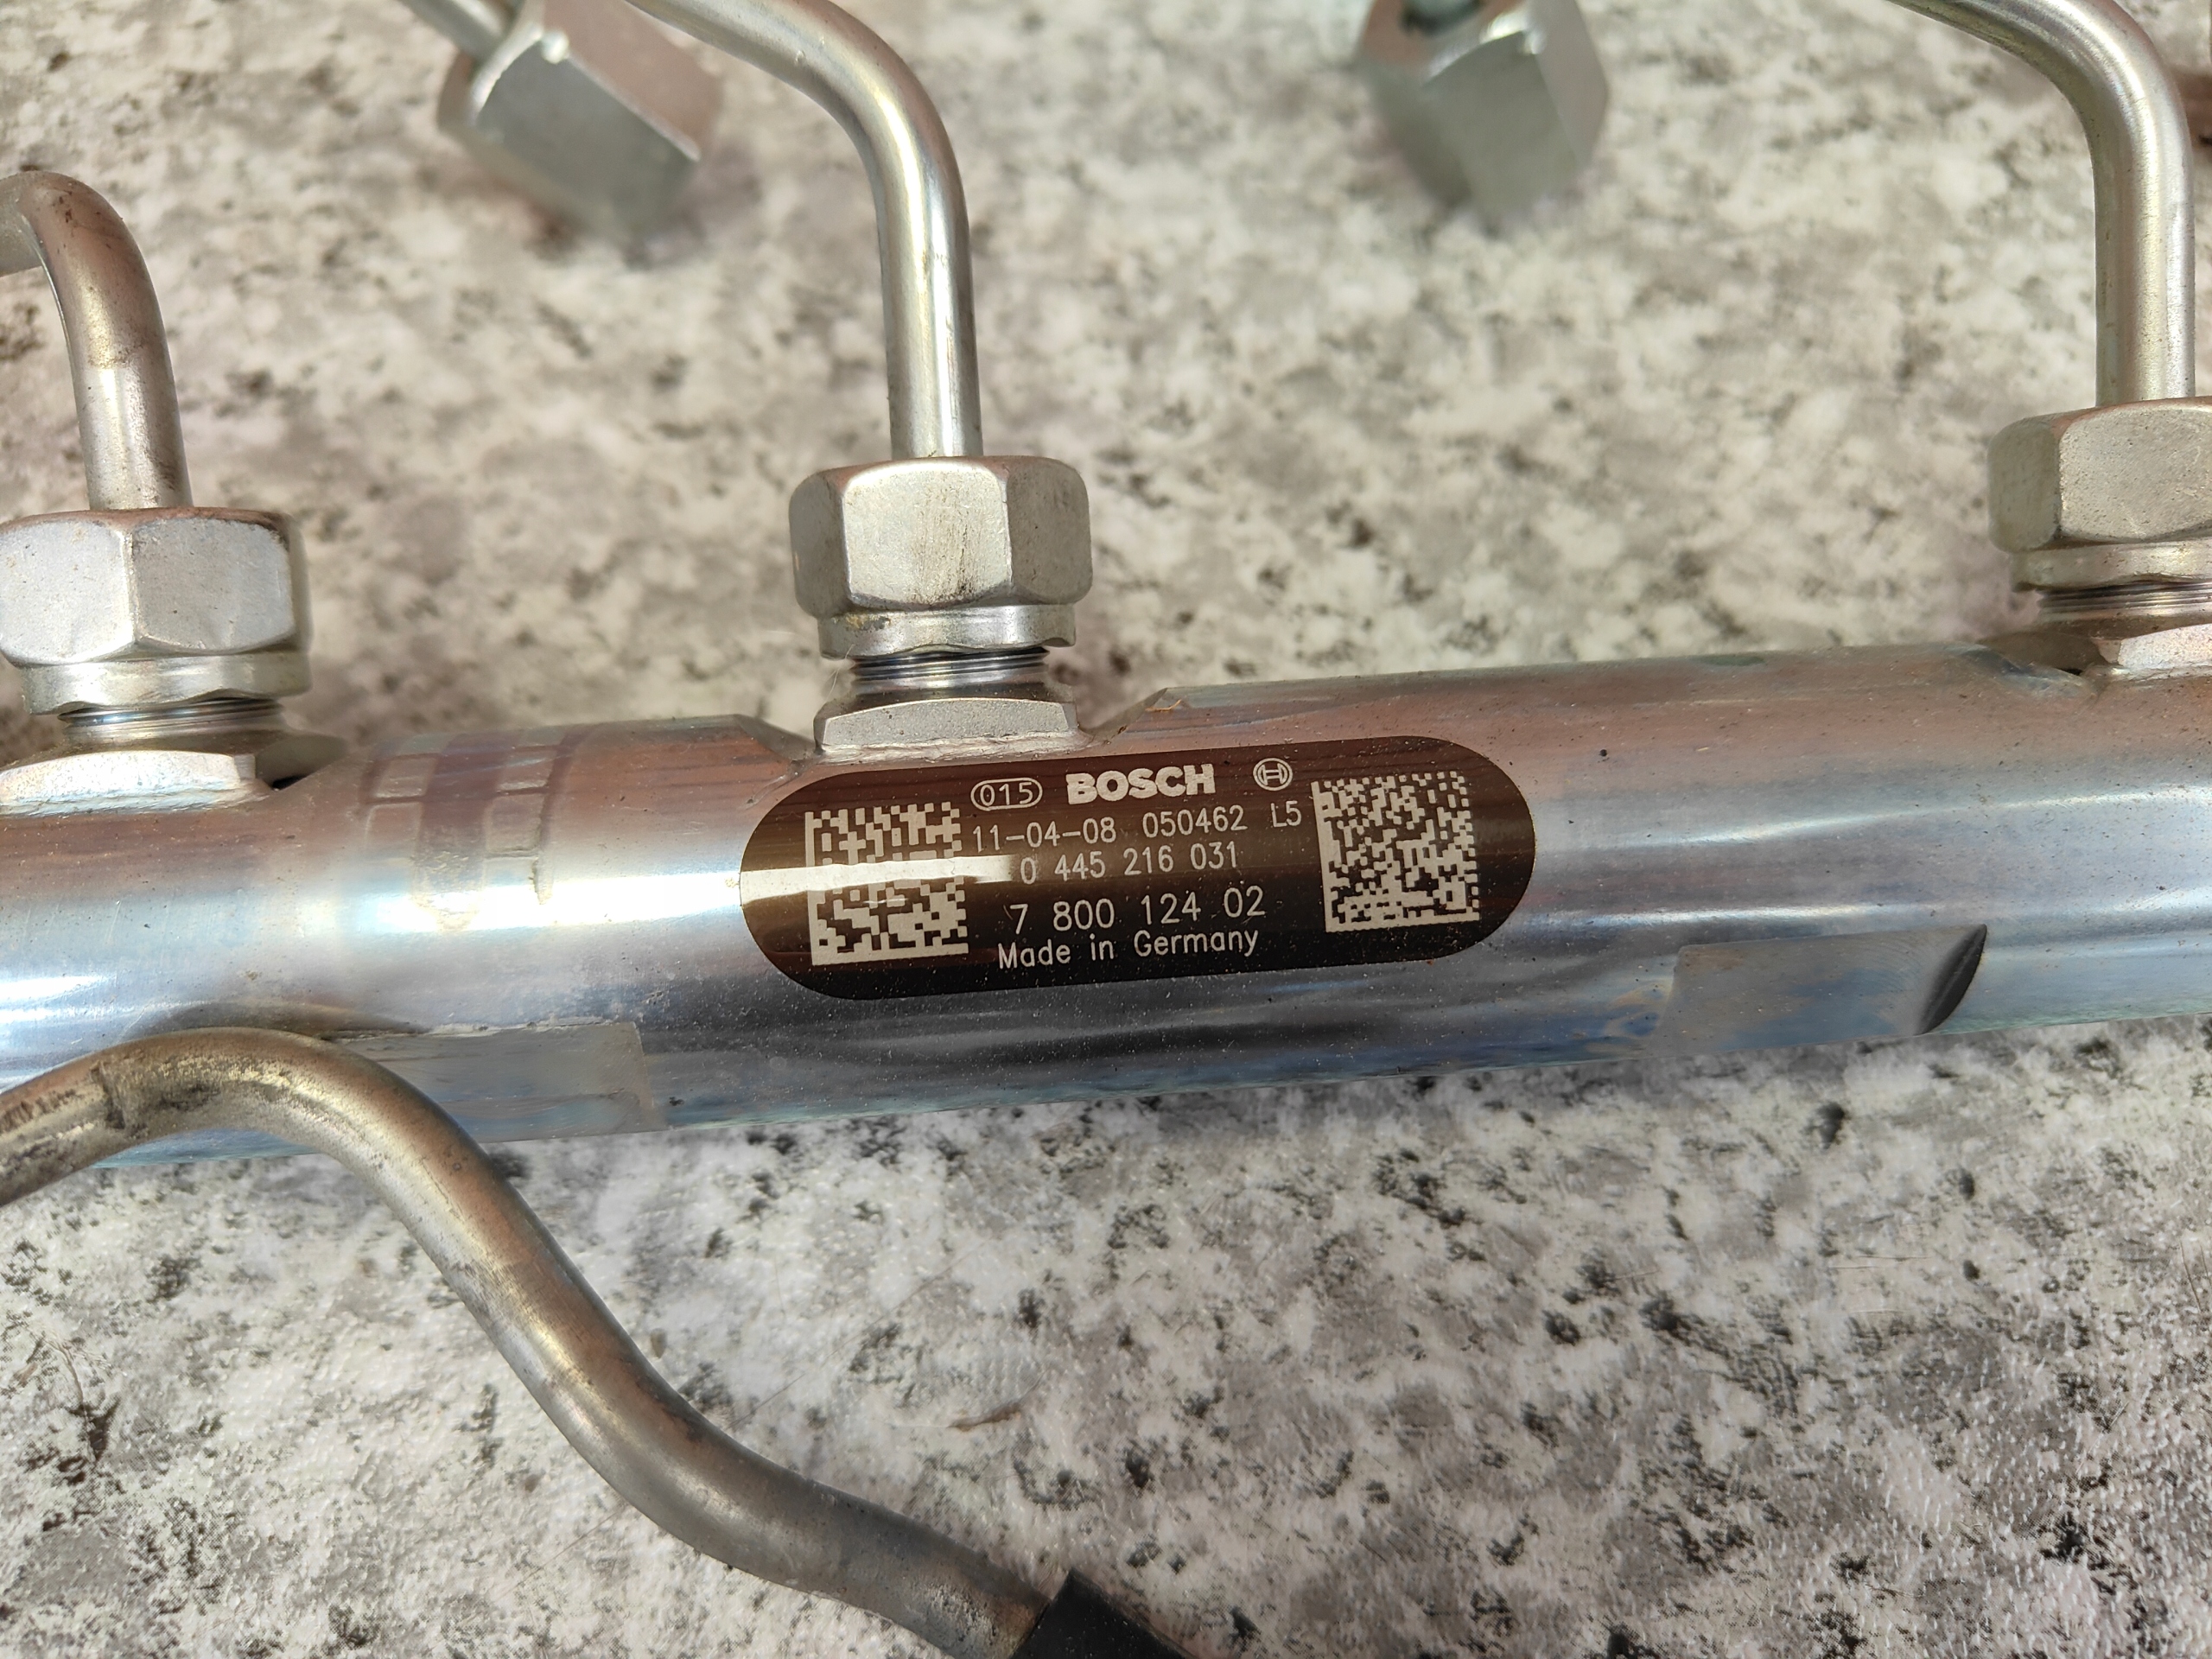 015 BOSCH
11-04-08 050462 L5
0 445 216 031
7 800 124 02
Made in Germany